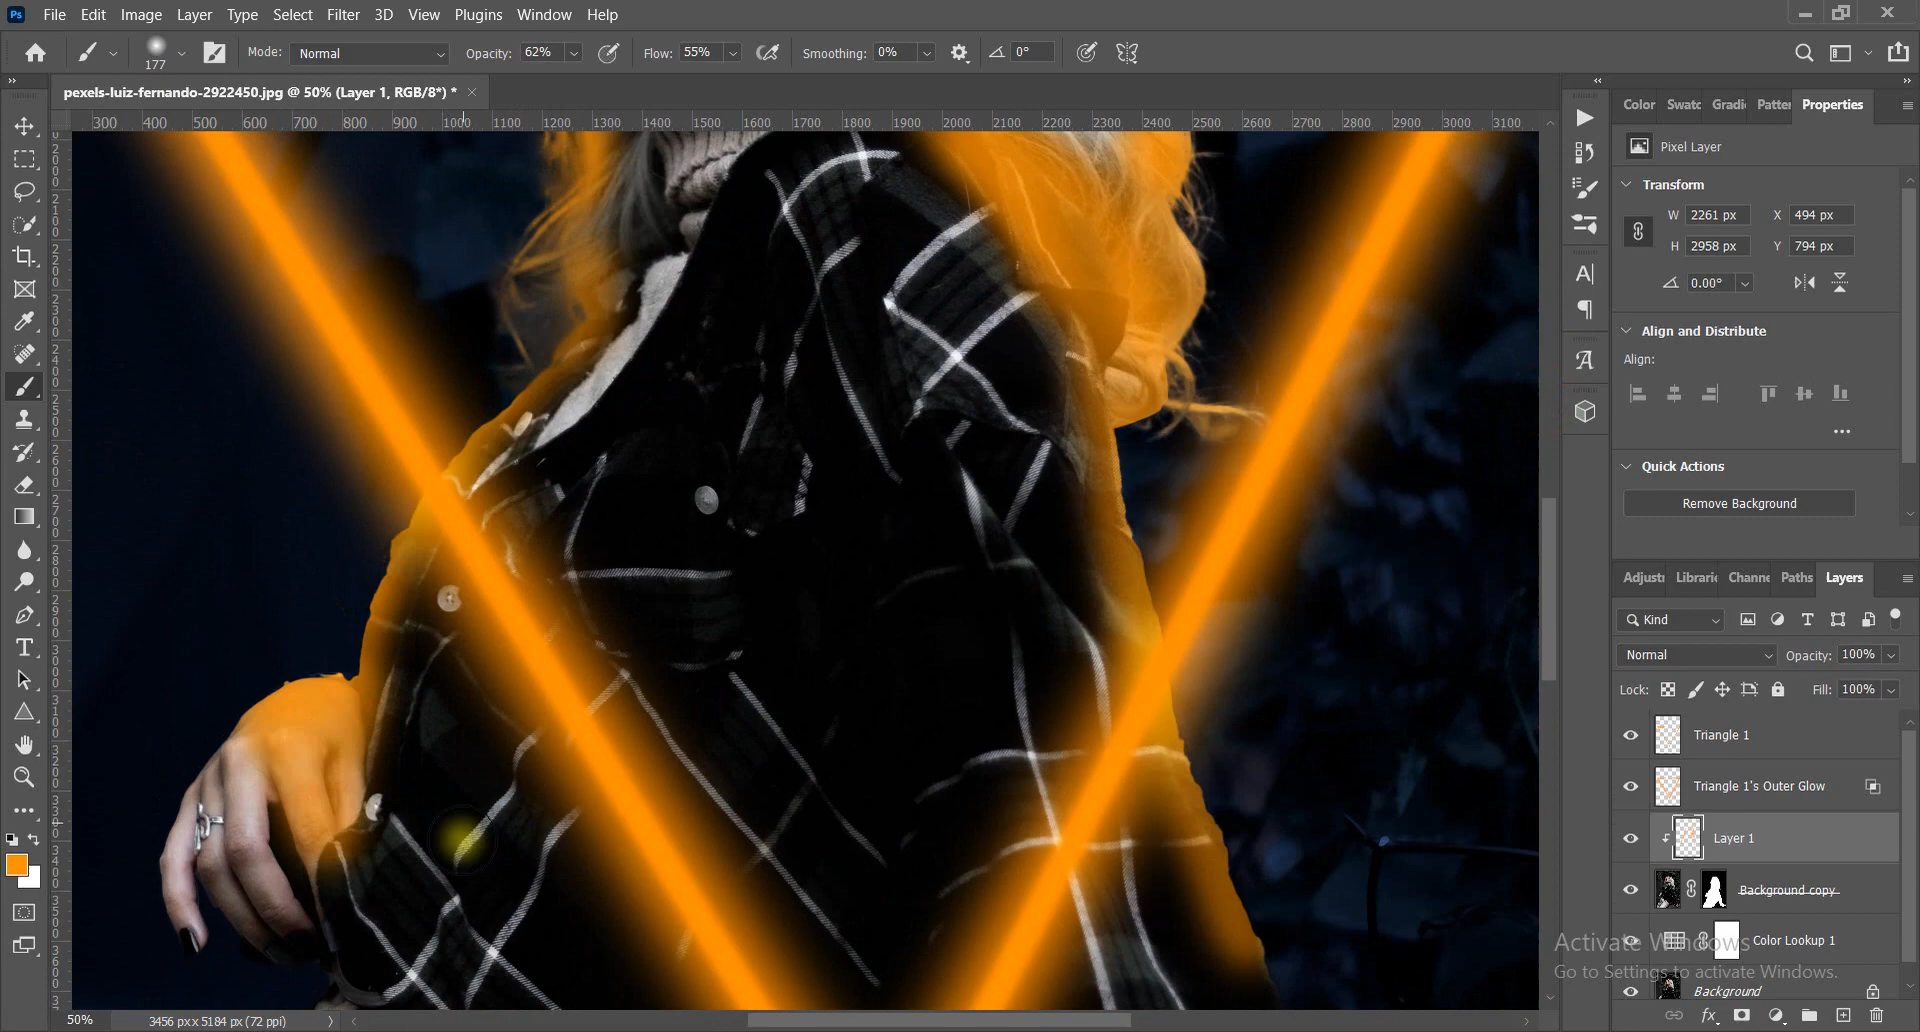 Ps File Edit Image Layer Type Select Filter 3D View Plugins Window Help
177 Mode: Normal Opacity: 62% Flow: 55% Smoothing: 0% 0°
pexels-luiz-fernando-2922450.jpg @ 50% (Layer 1, RGB/8*) *
300 400 500 600 700 800 900 1000 1100 1200 1300 1400 1500 1600 1700 1800 1900 2000 2100 2200 2300 2400 2500 2600 2700 2800 2900 3000 3100
Color Swatc Gradi Patter Properties
Pixel Layer
Transform
W 2261 px X 494 px
H 2958 px Y 794 px
0.00°
Align and Distribute
Align:
Quick Actions
Remove Background
Adjust Librari Channe Paths Layers
Kind
Normal Opacity: 100%
Lock: Fill: 100%
Triangle 1
Triangle 1's Outer Glow
Layer 1
Background copy
Color Lookup 1
Background
Activate Windows
Go to Settings to activate Windows.
50% 3456 px x 5184 px (72 ppi)